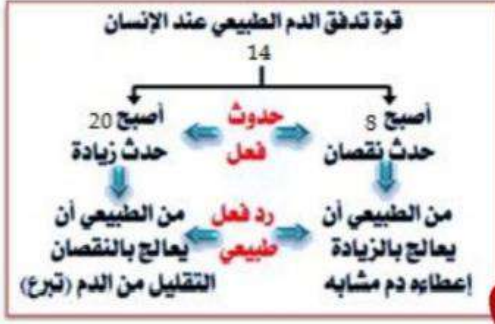 قوة تدفق الدم الطبيعي عند الإنسان
14
أصبح 8
حدث نقصان
حدوث
فعل
أصبح 20
حدث زيادة
من الطبيعي أن
يعالج بالزيادة
إعطاءه دم مشابه
رد فعل
طبيعي
من الطبيعي أن
يعالج بالنقصان
التقليل من الدم (تبرع)